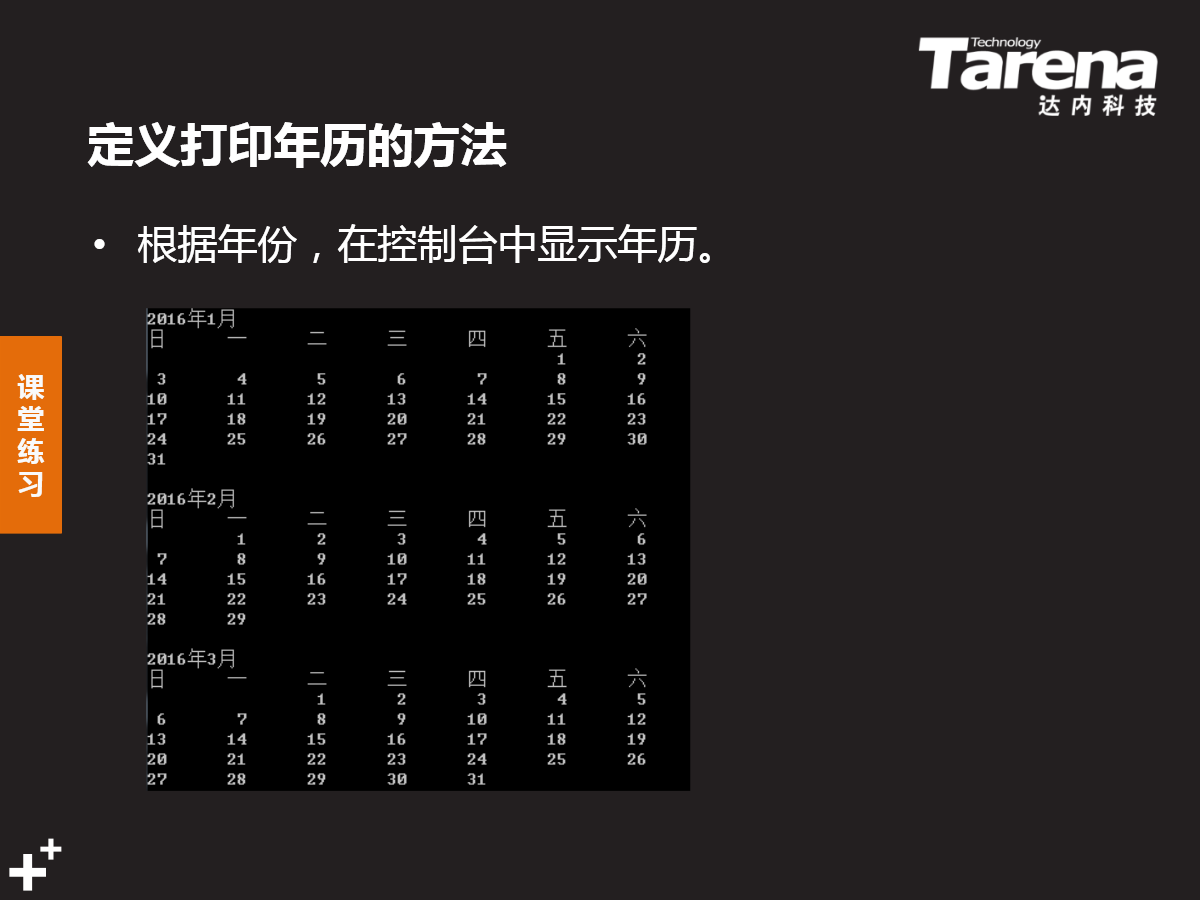 Technology
Tarena
达内科技
定义打印年历的方法
• 根据年份，在控制台中显示年历。
课堂练习
2016年1月
日 一 二 三 四 五 六
1 2
3 4 5 6 7 8 9
10 11 12 13 14 15 16
17 18 19 20 21 22 23
24 25 26 27 28 29 30
31
2016年2月
日 一 二 三 四 五 六
1 2 3 4 5 6
7 8 9 10 11 12 13
14 15 16 17 18 19 20
21 22 23 24 25 26 27
28 29
2016年3月
日 一 二 三 四 五 六
1 2 3 4 5
6 7 8 9 10 11 12
13 14 15 16 17 18 19
20 21 22 23 24 25 26
27 28 29 30 31